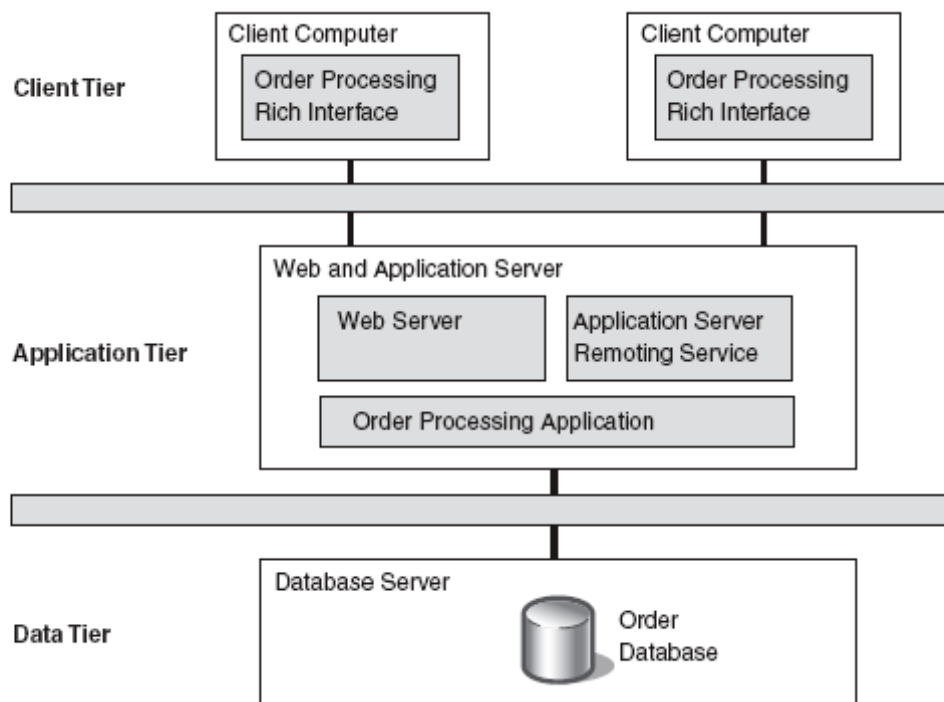 Client Computer
Client Computer
Client Tier
Order Processing
Rich Interface
Order Processing
Rich Interface
Web and Application Server
Web Server
Application Server
Remoting Service
Application Tier
Order Processing Application
Database Server
Data Tier
Order
Database